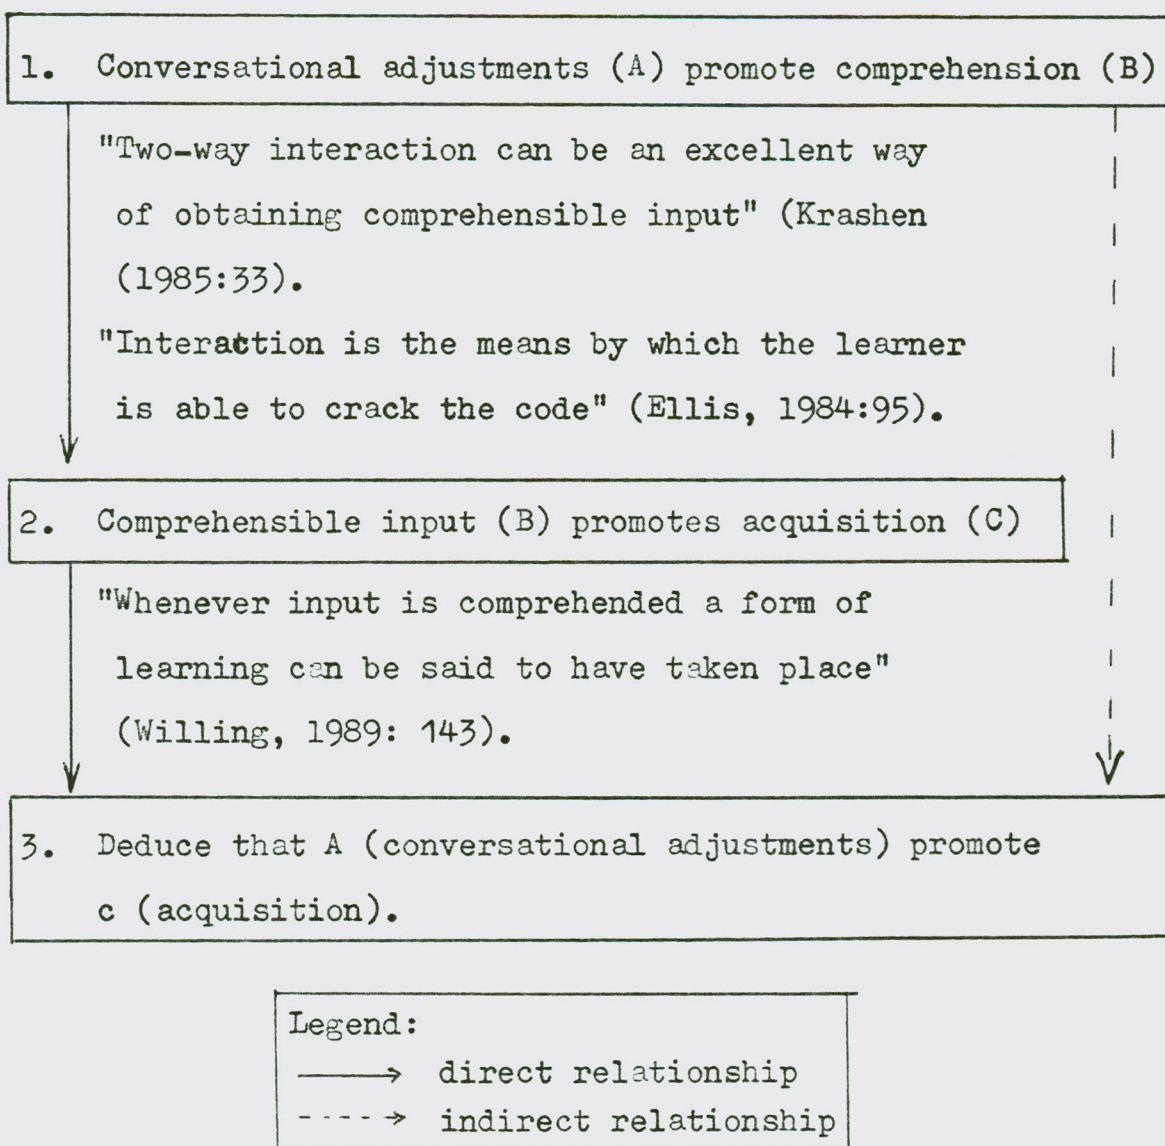 1. Conversational adjustments (A) promote comprehension (B)
"Two-way interaction can be an excellent way
of obtaining comprehensible input" (Krashen
(1985:33).
"Interaction is the means by which the learner
is able to crack the code" (Ellis, 1984:95).
2. Comprehensible input (B) promotes acquisition (C)
"Whenever input is comprehended a form of
learning can be said to have taken place"
(Willing, 1989: 143).
3. Deduce that A (conversational adjustments) promote
c (acquisition).
Legend:
direct relationship
indirect relationship